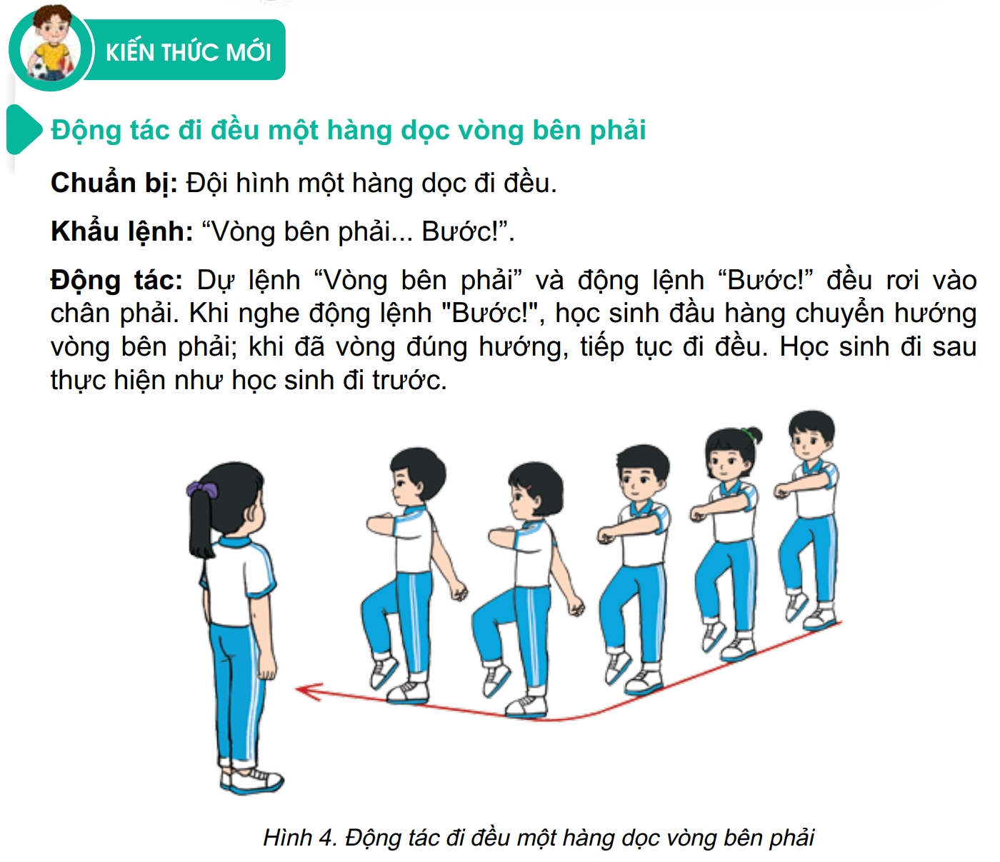 KIẾN THỨC MỚI
Động tác đi đều một hàng dọc vòng bên phải
Chuẩn bị: Đội hình một hàng dọc đi đều.
Khẩu lệnh: “Vòng bên phải... Bước!”.
Động tác: Dự lệnh “Vòng bên phải” và động lệnh “Bước!” đều rơi vào
chân phải. Khi nghe động lệnh "Bước!", học sinh đầu hàng chuyển hướng
vòng bên phải; khi đã vòng đúng hướng, tiếp tục đi đều. Học sinh đi sau
thực hiện như học sinh đi trước.
Hình 4. Động tác đi đều một hàng dọc vòng bên phải